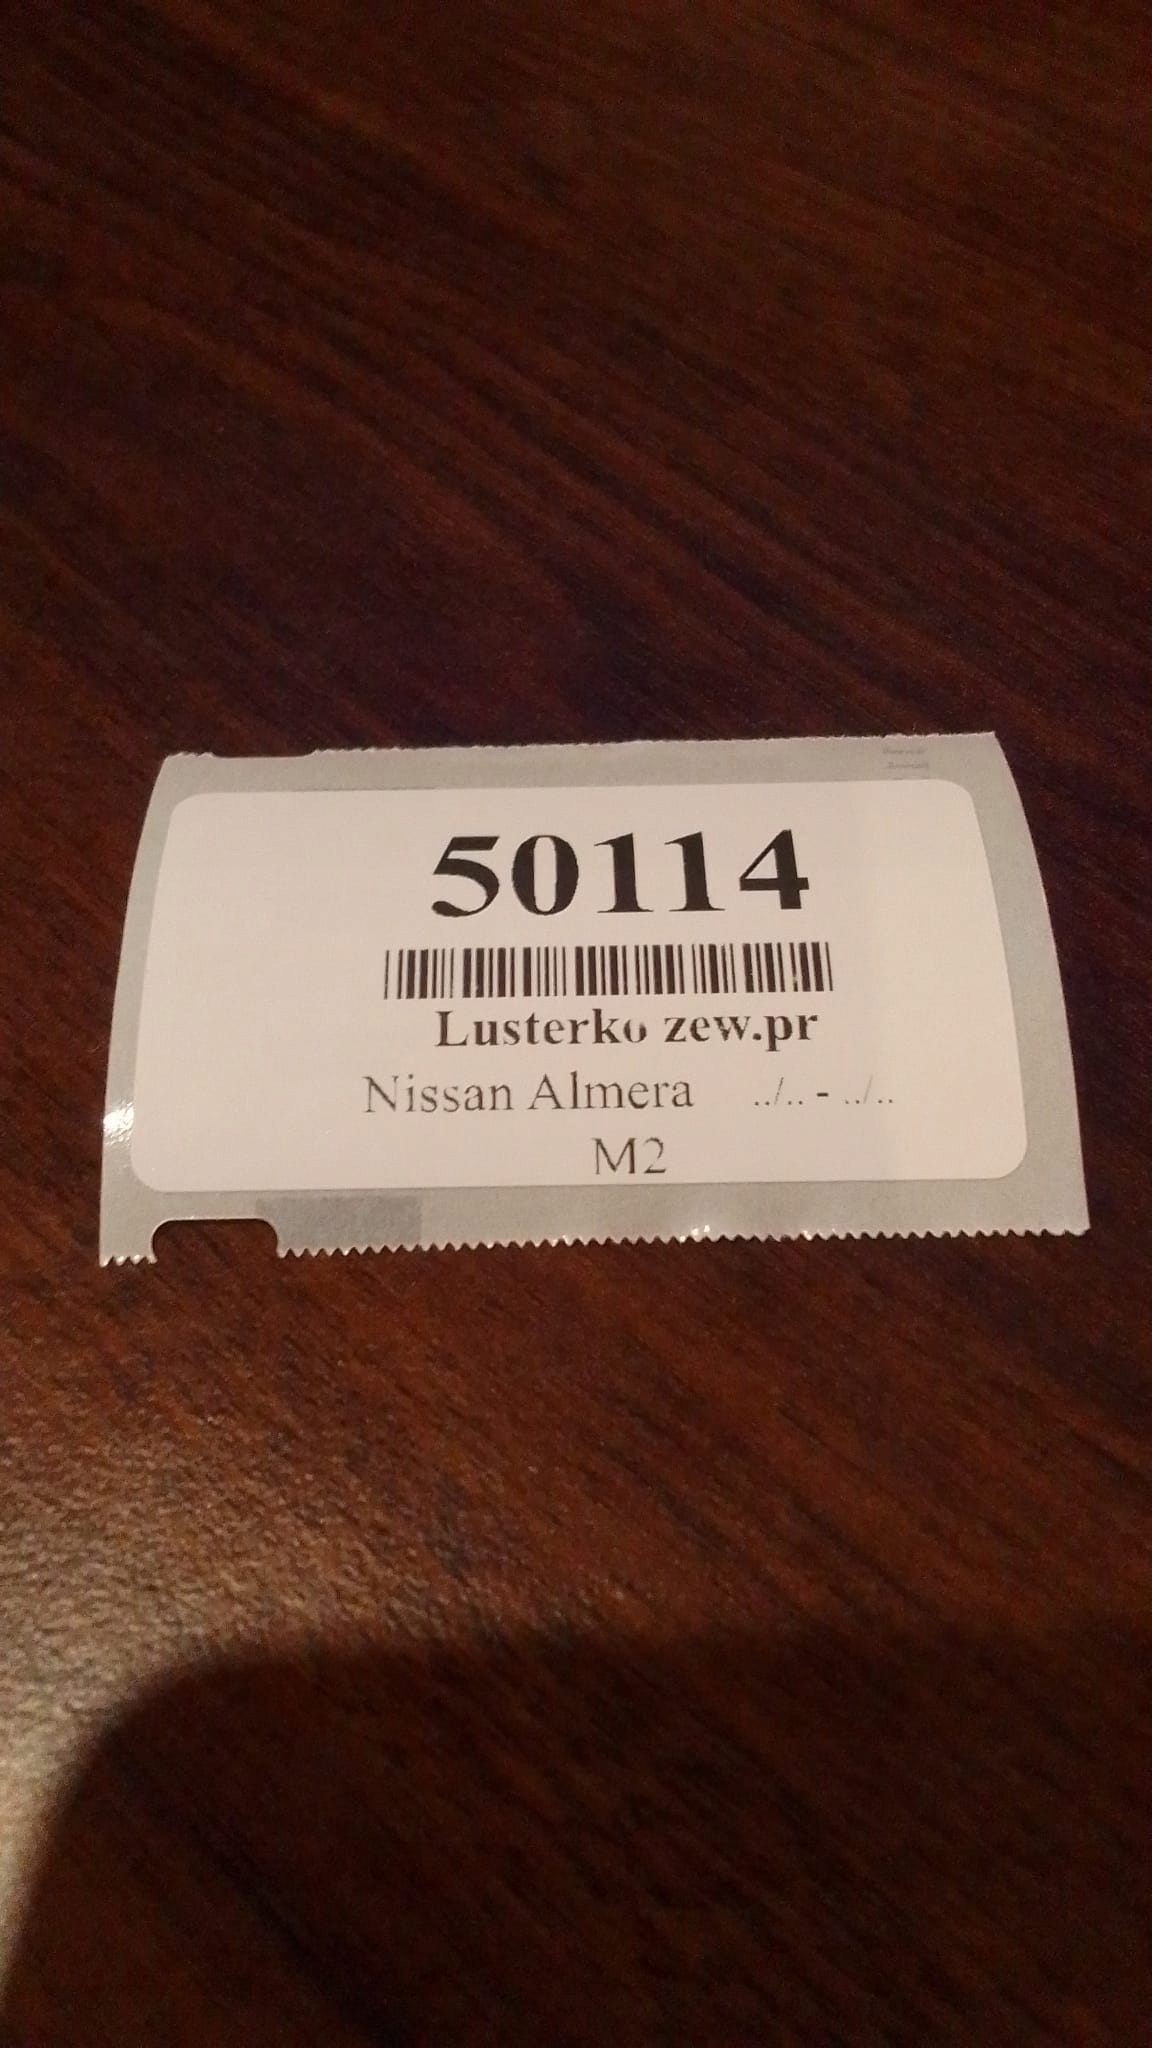 50114
Lusterko zew.pr
Nissan Almera ../.. - ../..
M2